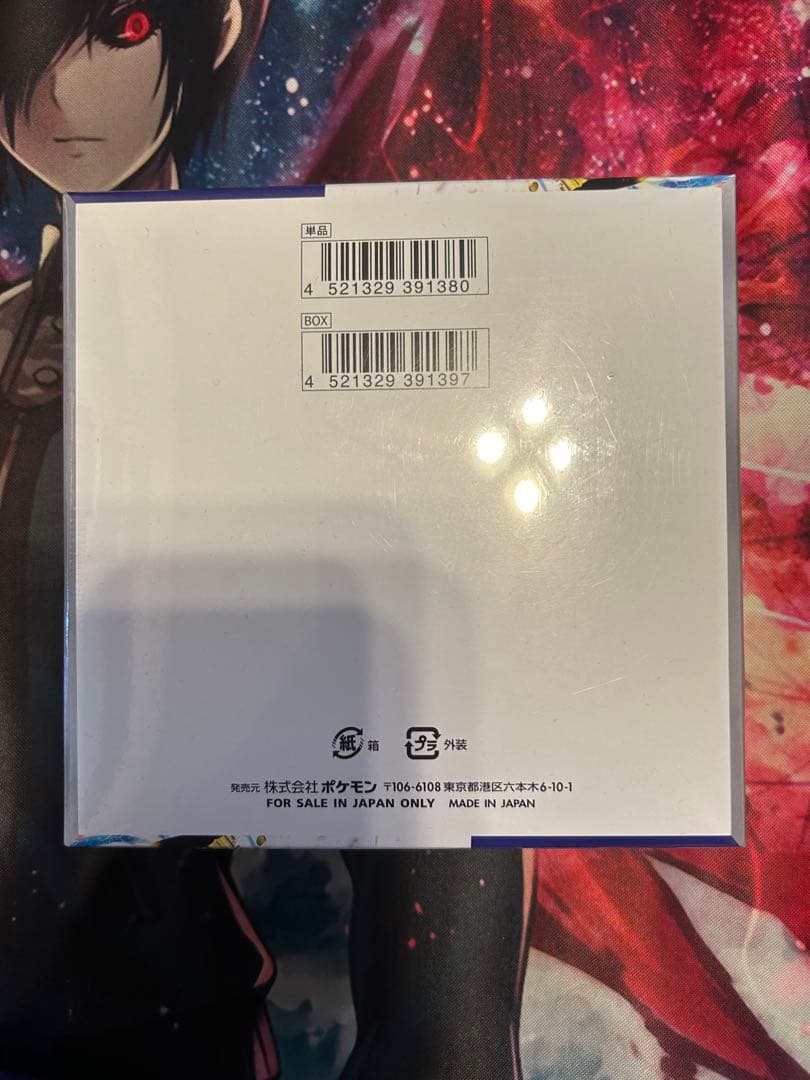 単品
4 521329 391380
BOX
4 521329 391397
紙 箱 プラ 外装
発売元 株式会社 ポケモン 〒106-6108 東京都港区六本木6-10-1
FOR SALE IN JAPAN ONLY MADE IN JAPAN